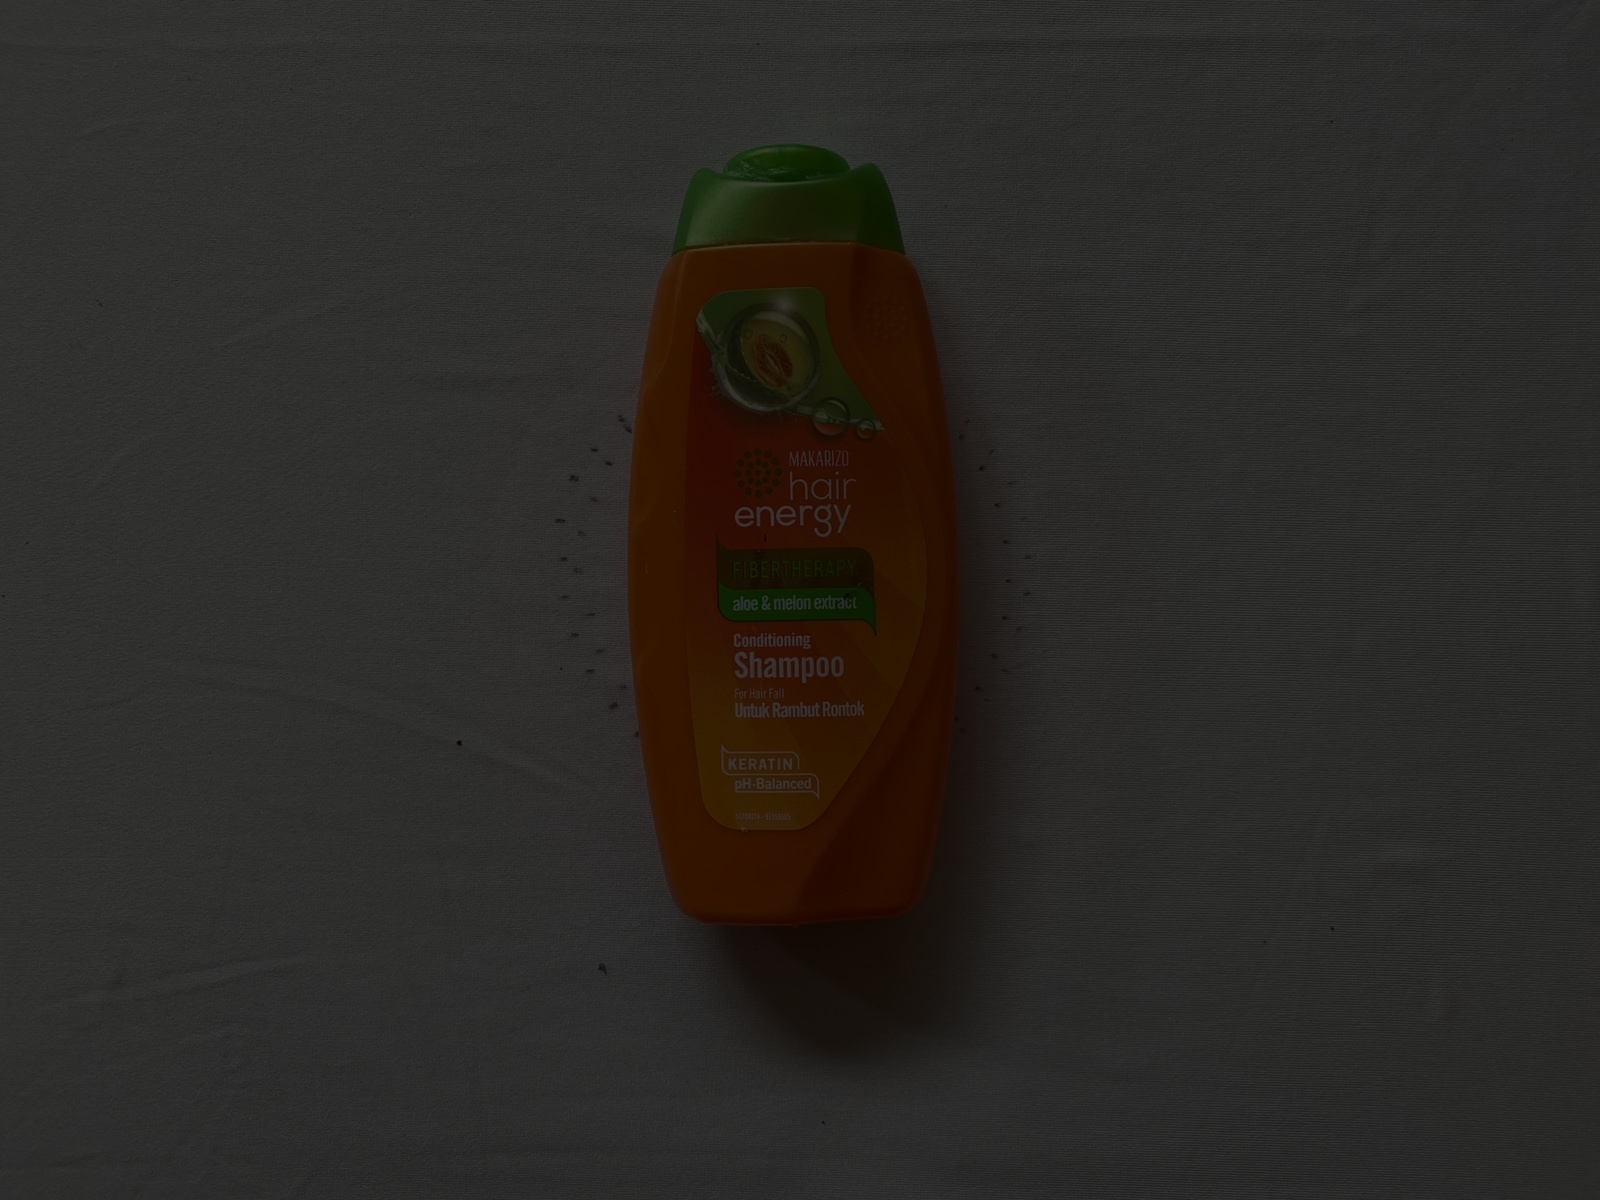 MAKARIZO
hair
energy
FIBERTHERAPY
aloe & melon extract
Conditioning
Shampoo
For Hair Fall
Untuk Rambut Rontok
KERATIN
pH-Balanced